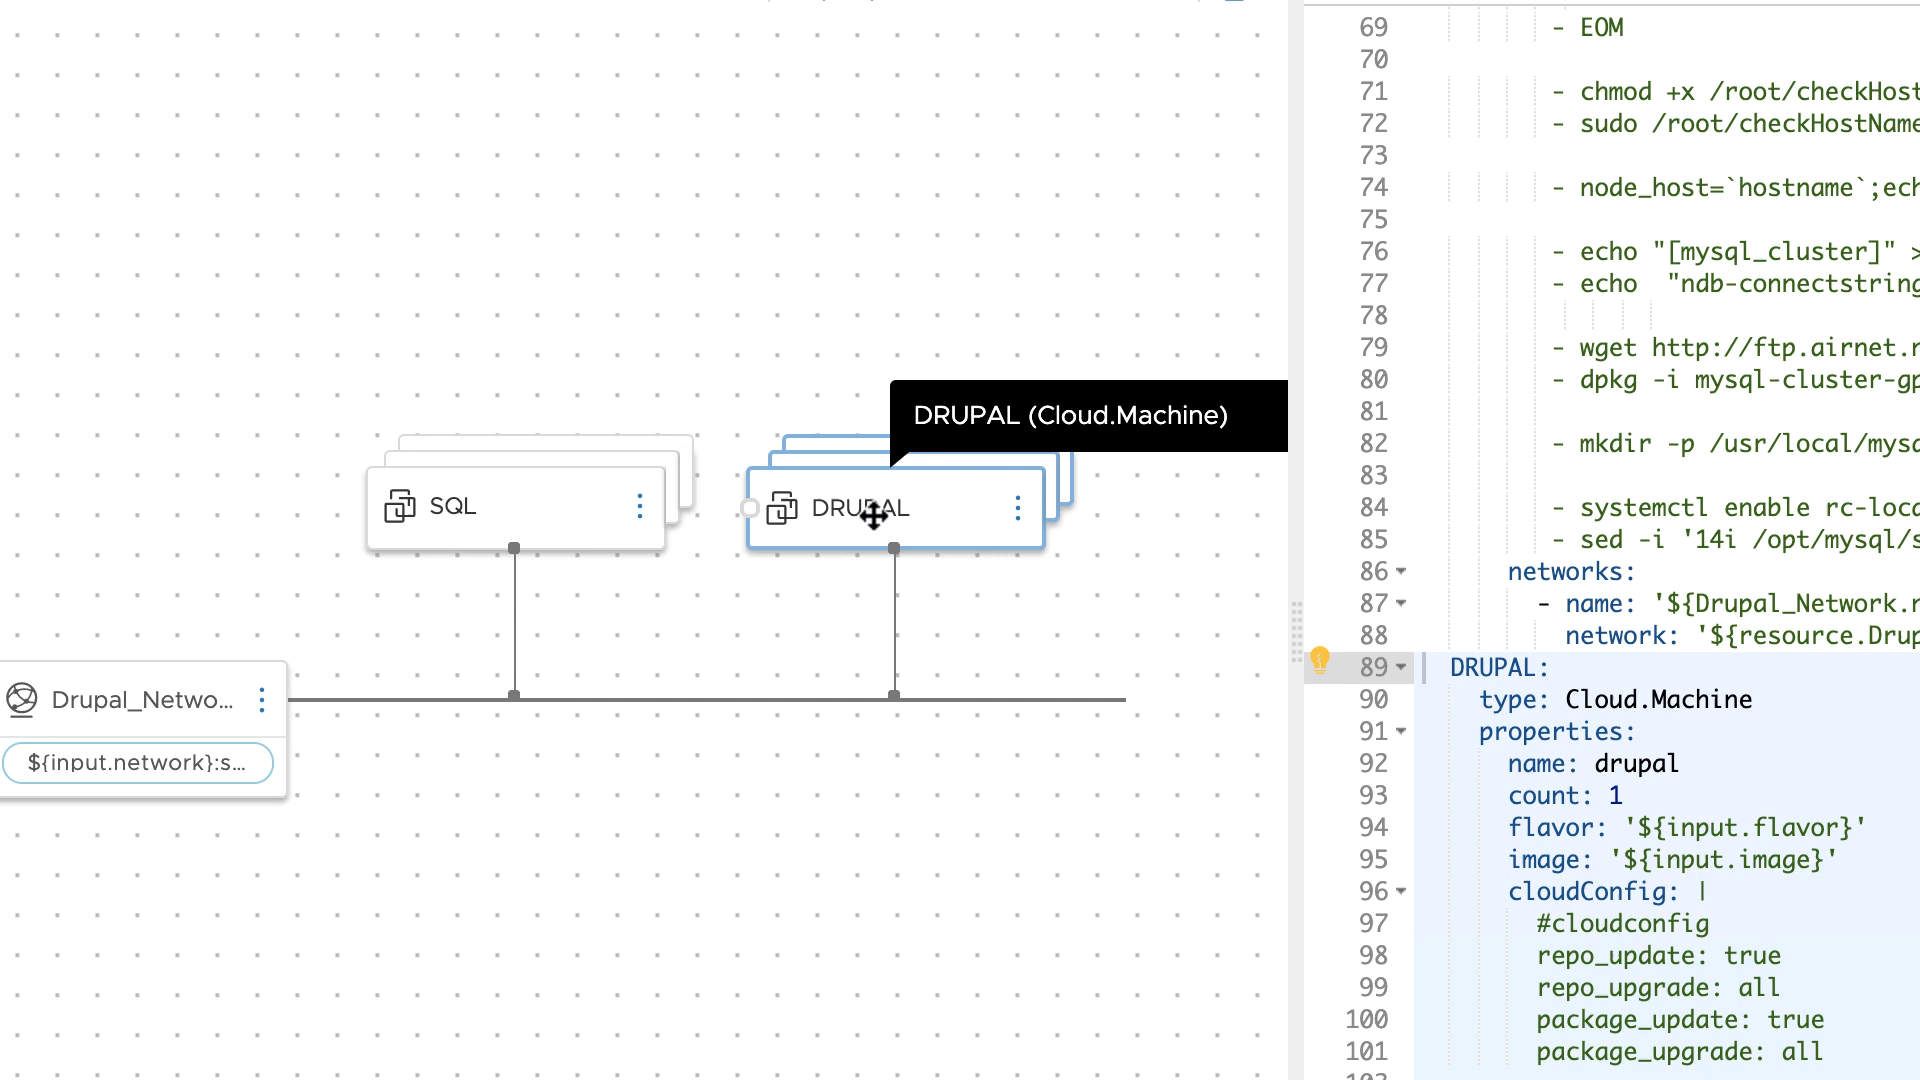 DRUPAL (Cloud.Machine)
SQL
DRUPAL
Drupal_Netwo...
${input.network}:s...
69 - EOM
70
71 - chmod +x /root/checkHost
72 - sudo /root/checkHostName
73
74 - node_host=`hostname`;ech
75
76 - echo "[mysql_cluster]" >
77 - echo  "ndb-connectstring
78
79 - wget http://ftp.airnet.
80 - dpkg -i mysql-cluster-gp
81
82 - mkdir -p /usr/local/mysq
83
84 - systemctl enable rc-loca
85 - sed -i '14i /opt/mysql/s
86 networks:
87 - name: '${Drupal_Network.r
88 network: '${resource.Drup
89 DRUPAL:
90 type: Cloud.Machine
91 properties:
92 name: drupal
93 count: 1
94 flavor: '${input.flavor}'
95 image: '${input.image}'
96 cloudConfig: |
97 #cloudconfig
98 repo_update: true
99 repo_upgrade: all
100 package_update: true
101 package_upgrade: all